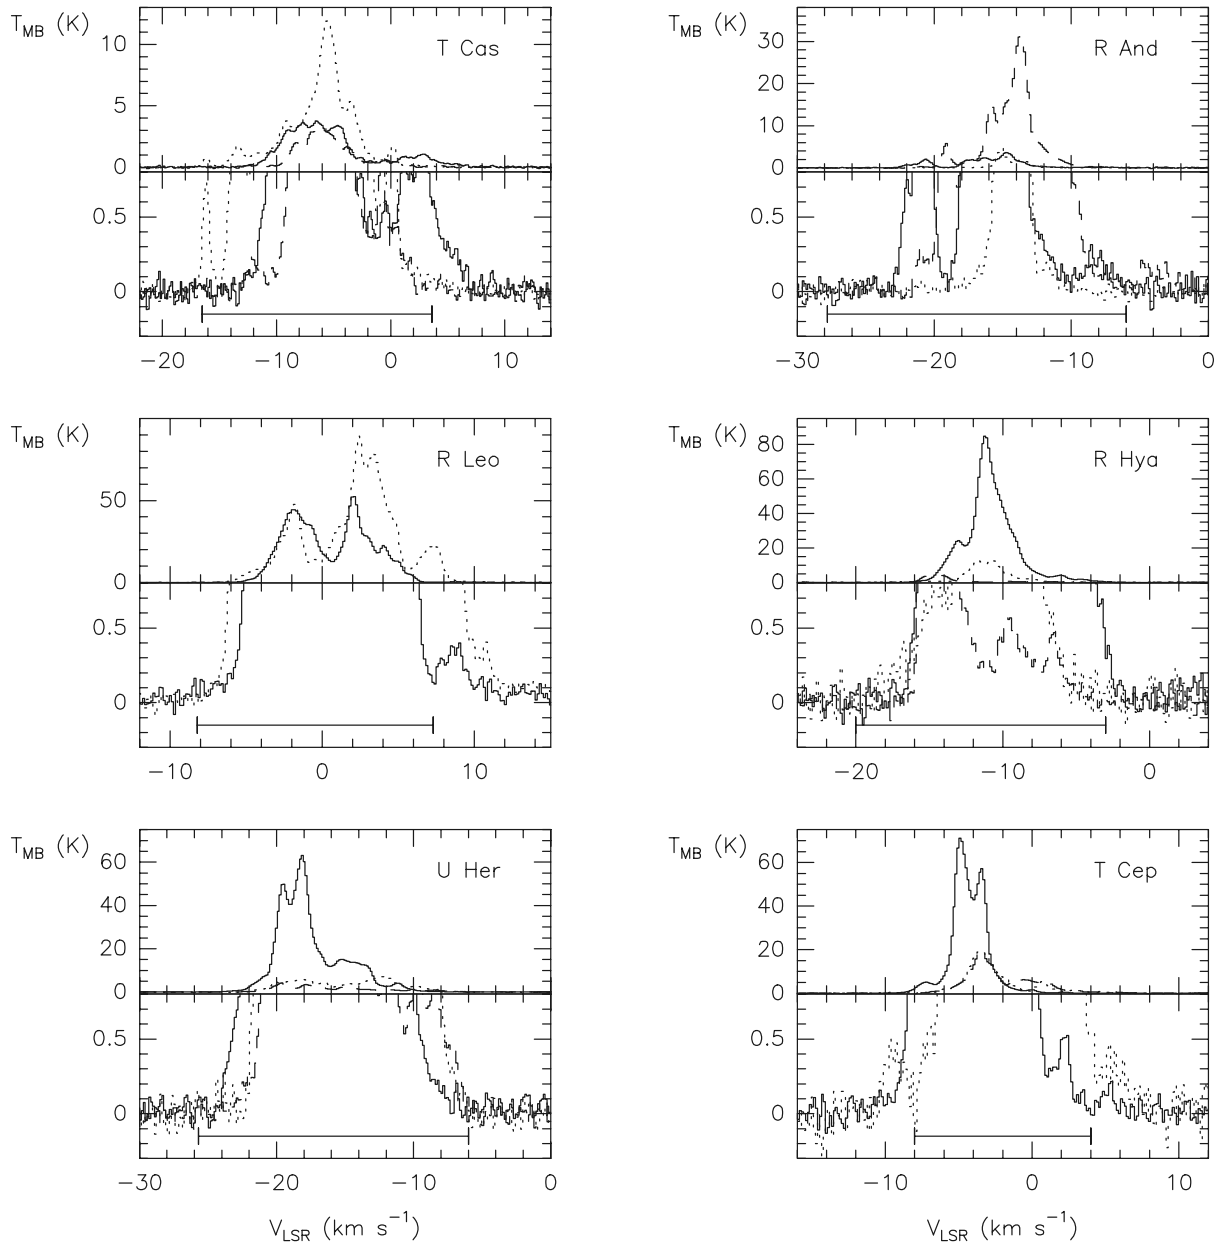 T_MB (K)
T Cas
10
5
0
0.5
0
−20 −10 0 10
T_MB (K)
R And
30
20
10
0
0.5
0
−30 −20 −10 0
T_MB (K)
R Leo
50
0
0.5
0
−10 0 10
T_MB (K)
R Hya
80
60
40
20
0
0.5
0
−20 −10 0
T_MB (K)
U Her
60
40
20
0
0.5
0
−30 −20 −10 0
V_LSR (km s⁻¹)
T_MB (K)
T Cep
60
40
20
0
0.5
0
−10 0 10
V_LSR (km s⁻¹)